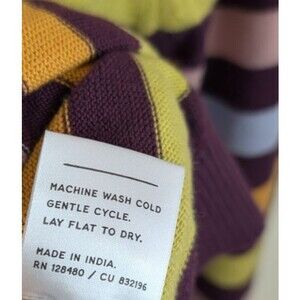 MACHINE WASH COLD
GENTLE CYCLE.
LAY FLAT TO DRY.
MADE IN INDIA.
RN 128480 / CU 832196